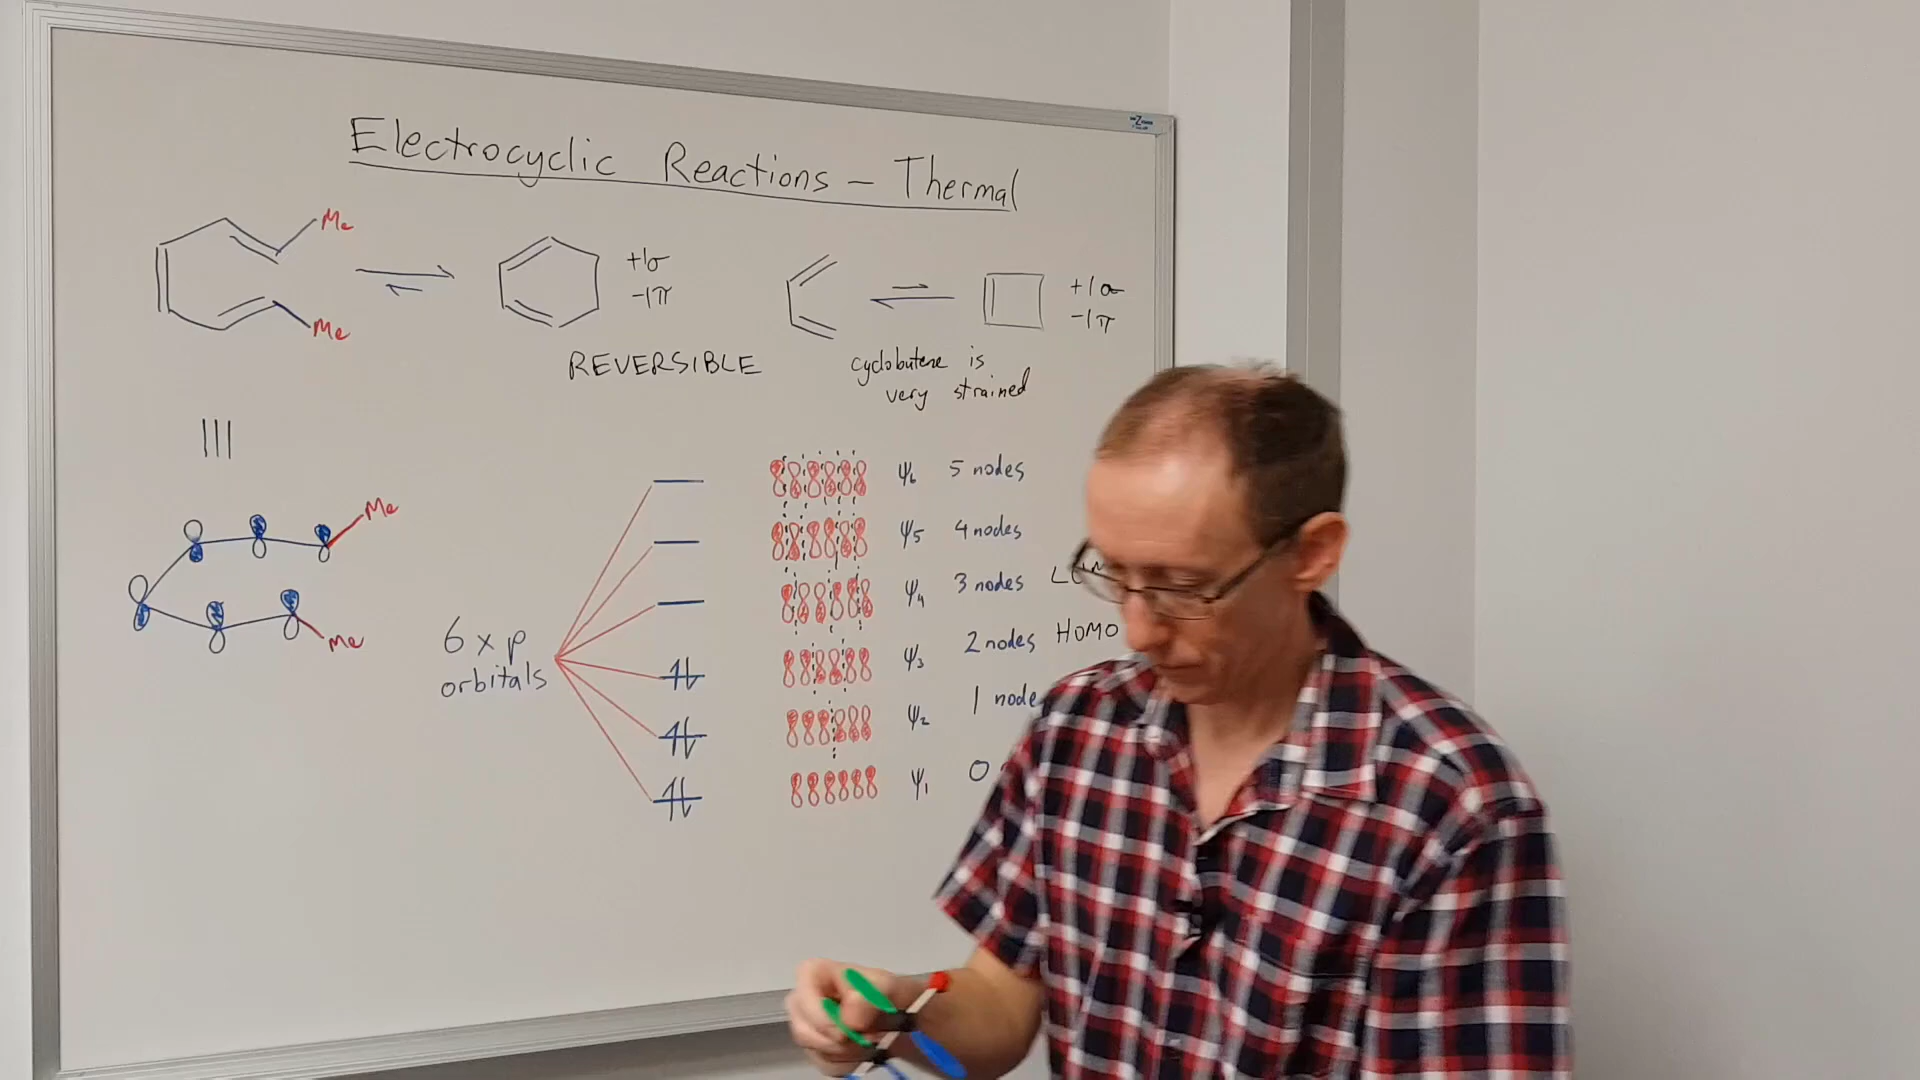 Electrocyclic Reactions – Thermal
Me
Me
+1σ
-1π
+1σ
-1π
REVERSIBLE
cyclobutene is
very strained
Me
Me
6 x p
orbitals
ψ6 5 nodes
ψ5 4 nodes
ψ4 3 nodes
ψ3 2 nodes HOMO
ψ2 1 node
ψ1 0